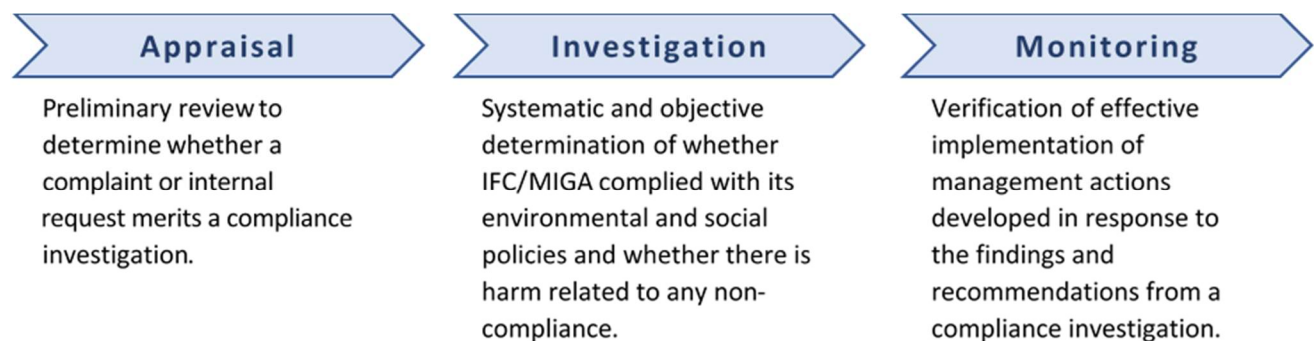 Appraisal
Preliminary review to
determine whether a
complaint or internal
request merits a compliance
investigation.
Investigation
Systematic and objective
determination of whether
IFC/MIGA complied with its
environmental and social
policies and whether there is
harm related to any non-
compliance.
Monitoring
Verification of effective
implementation of
management actions
developed in response to
the findings and
recommendations from a
compliance investigation.